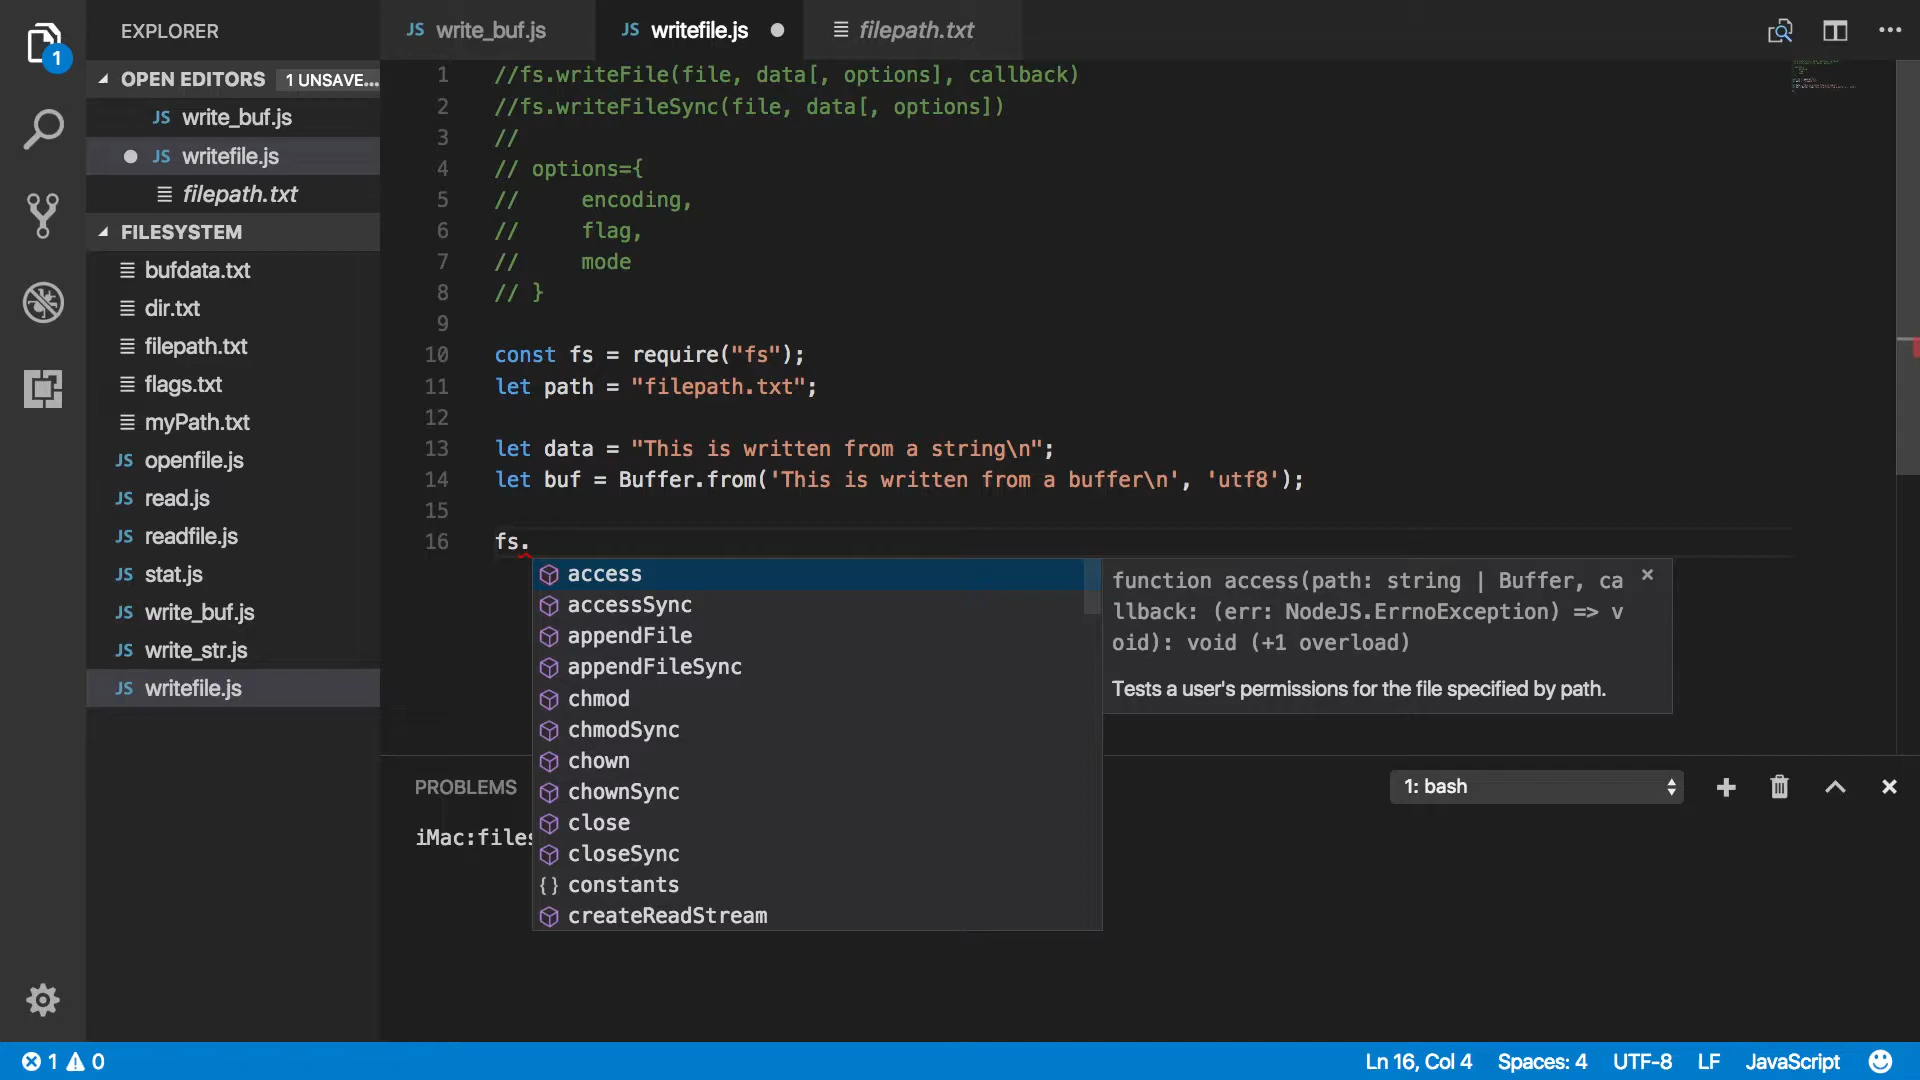 EXPLORER
OPEN EDITORS 1 UNSAVE...
JS write_buf.js
JS writefile.js
filepath.txt
FILESYSTEM
bufdata.txt
dir.txt
filepath.txt
flags.txt
myPath.txt
JS openfile.js
JS read.js
JS readfile.js
JS stat.js
JS write_buf.js
JS write_str.js
JS writefile.js
1
JS write_buf.js
JS writefile.js
filepath.txt
1 //fs.writeFile(file, data[, options], callback)
2 //fs.writeFileSync(file, data[, options])
3 //
4 // options={
5 // encoding,
6 // flag,
7 // mode
8 // }
9
10 const fs = require("fs");
11 let path = "filepath.txt";
12
13 let data = "This is written from a string\n";
14 let buf = Buffer.from('This is written from a buffer\n', 'utf8');
15
16 fs.
access
accessSync
appendFile
appendFileSync
chmod
chmodSync
chown
chownSync
close
closeSync
{} constants
createReadStream
function access(path: string | Buffer, ca
llback: (err: NodeJS.ErrnoException) => v
oid): void (+1 overload)
Tests a user's permissions for the file specified by path.
PROBLEMS
1: bash
iMac:files
1 0
Ln 16, Col 4 Spaces: 4 UTF-8 LF JavaScript